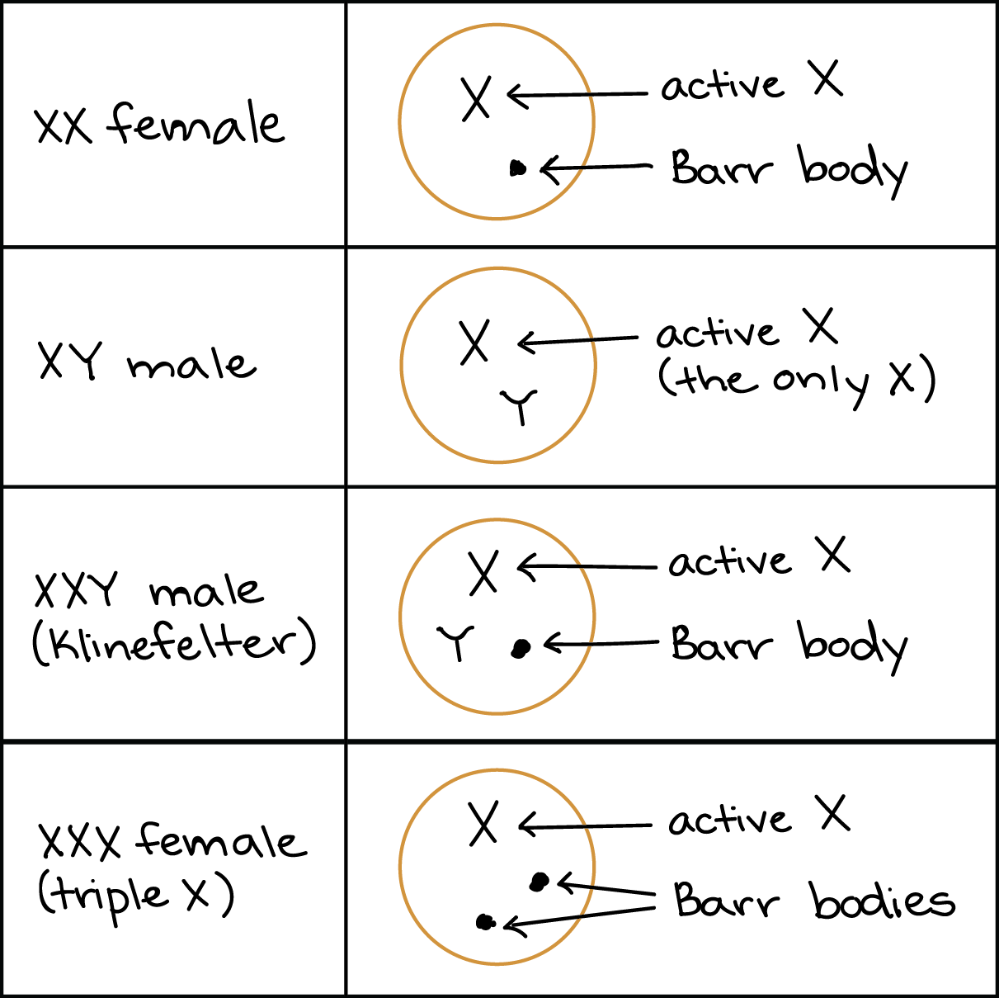 XX female
X
active X
Barr body
XY male
X
Y
active X
(the only X)
XXY male
(Klinefelter)
X
Y
active X
Barr body
XXX female
(triple X)
X
active X
Barr bodies